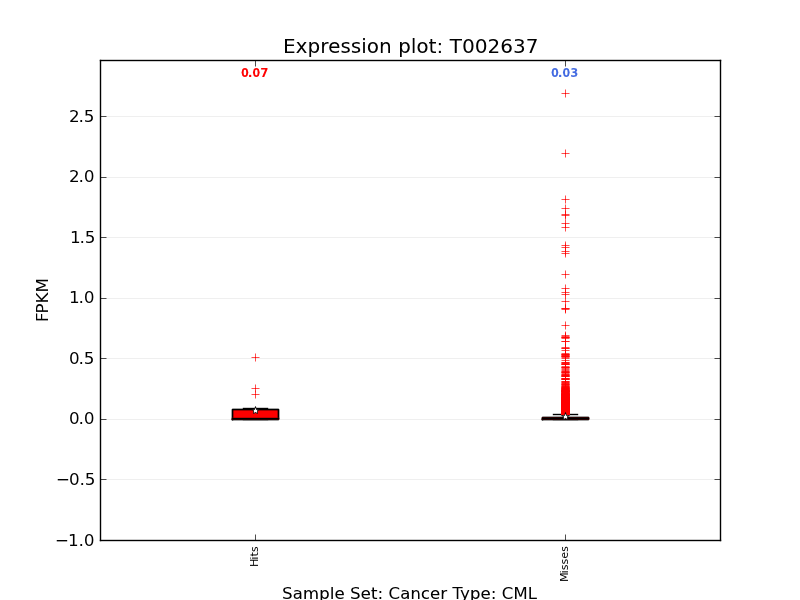 Expression plot: T002637
0.07
0.03
2.5
2.0
1.5
1.0
0.5
0.0
−0.5
−1.0
FPKM
Hits
Misses
Sample Set: Cancer Type: CML